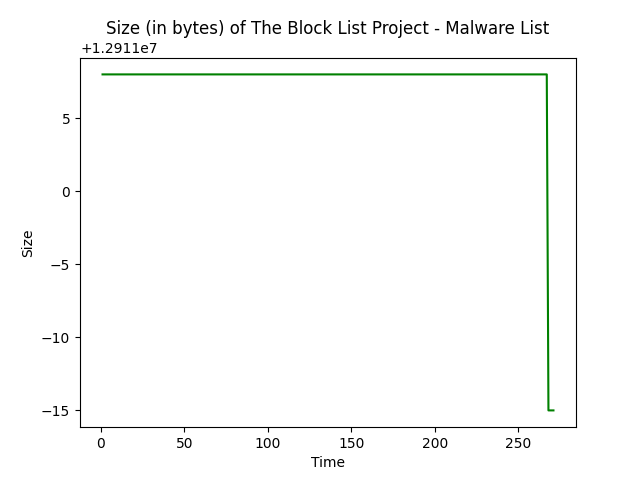 Size (in bytes) of The Block List Project - Malware List
+1.2911e7
5
0
−5
−10
−15
Size
0 50 100 150 200 250
Time